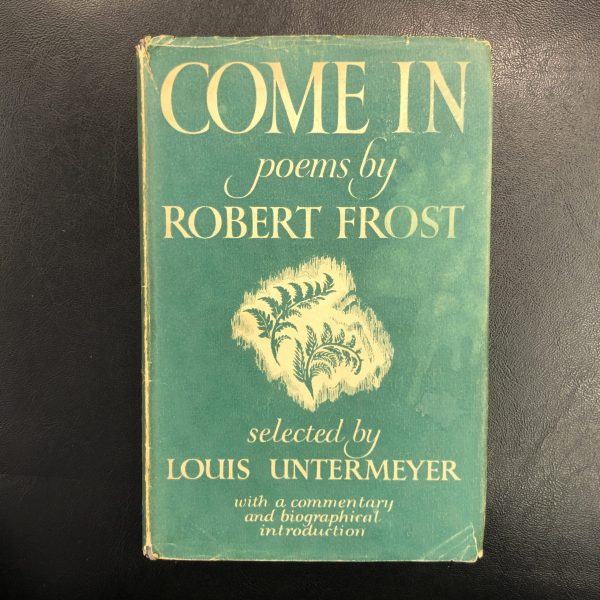 COME IN
poems by
ROBERT FROST
selected by
LOUIS UNTERMEYER
with a commentary
and biographical
introduction